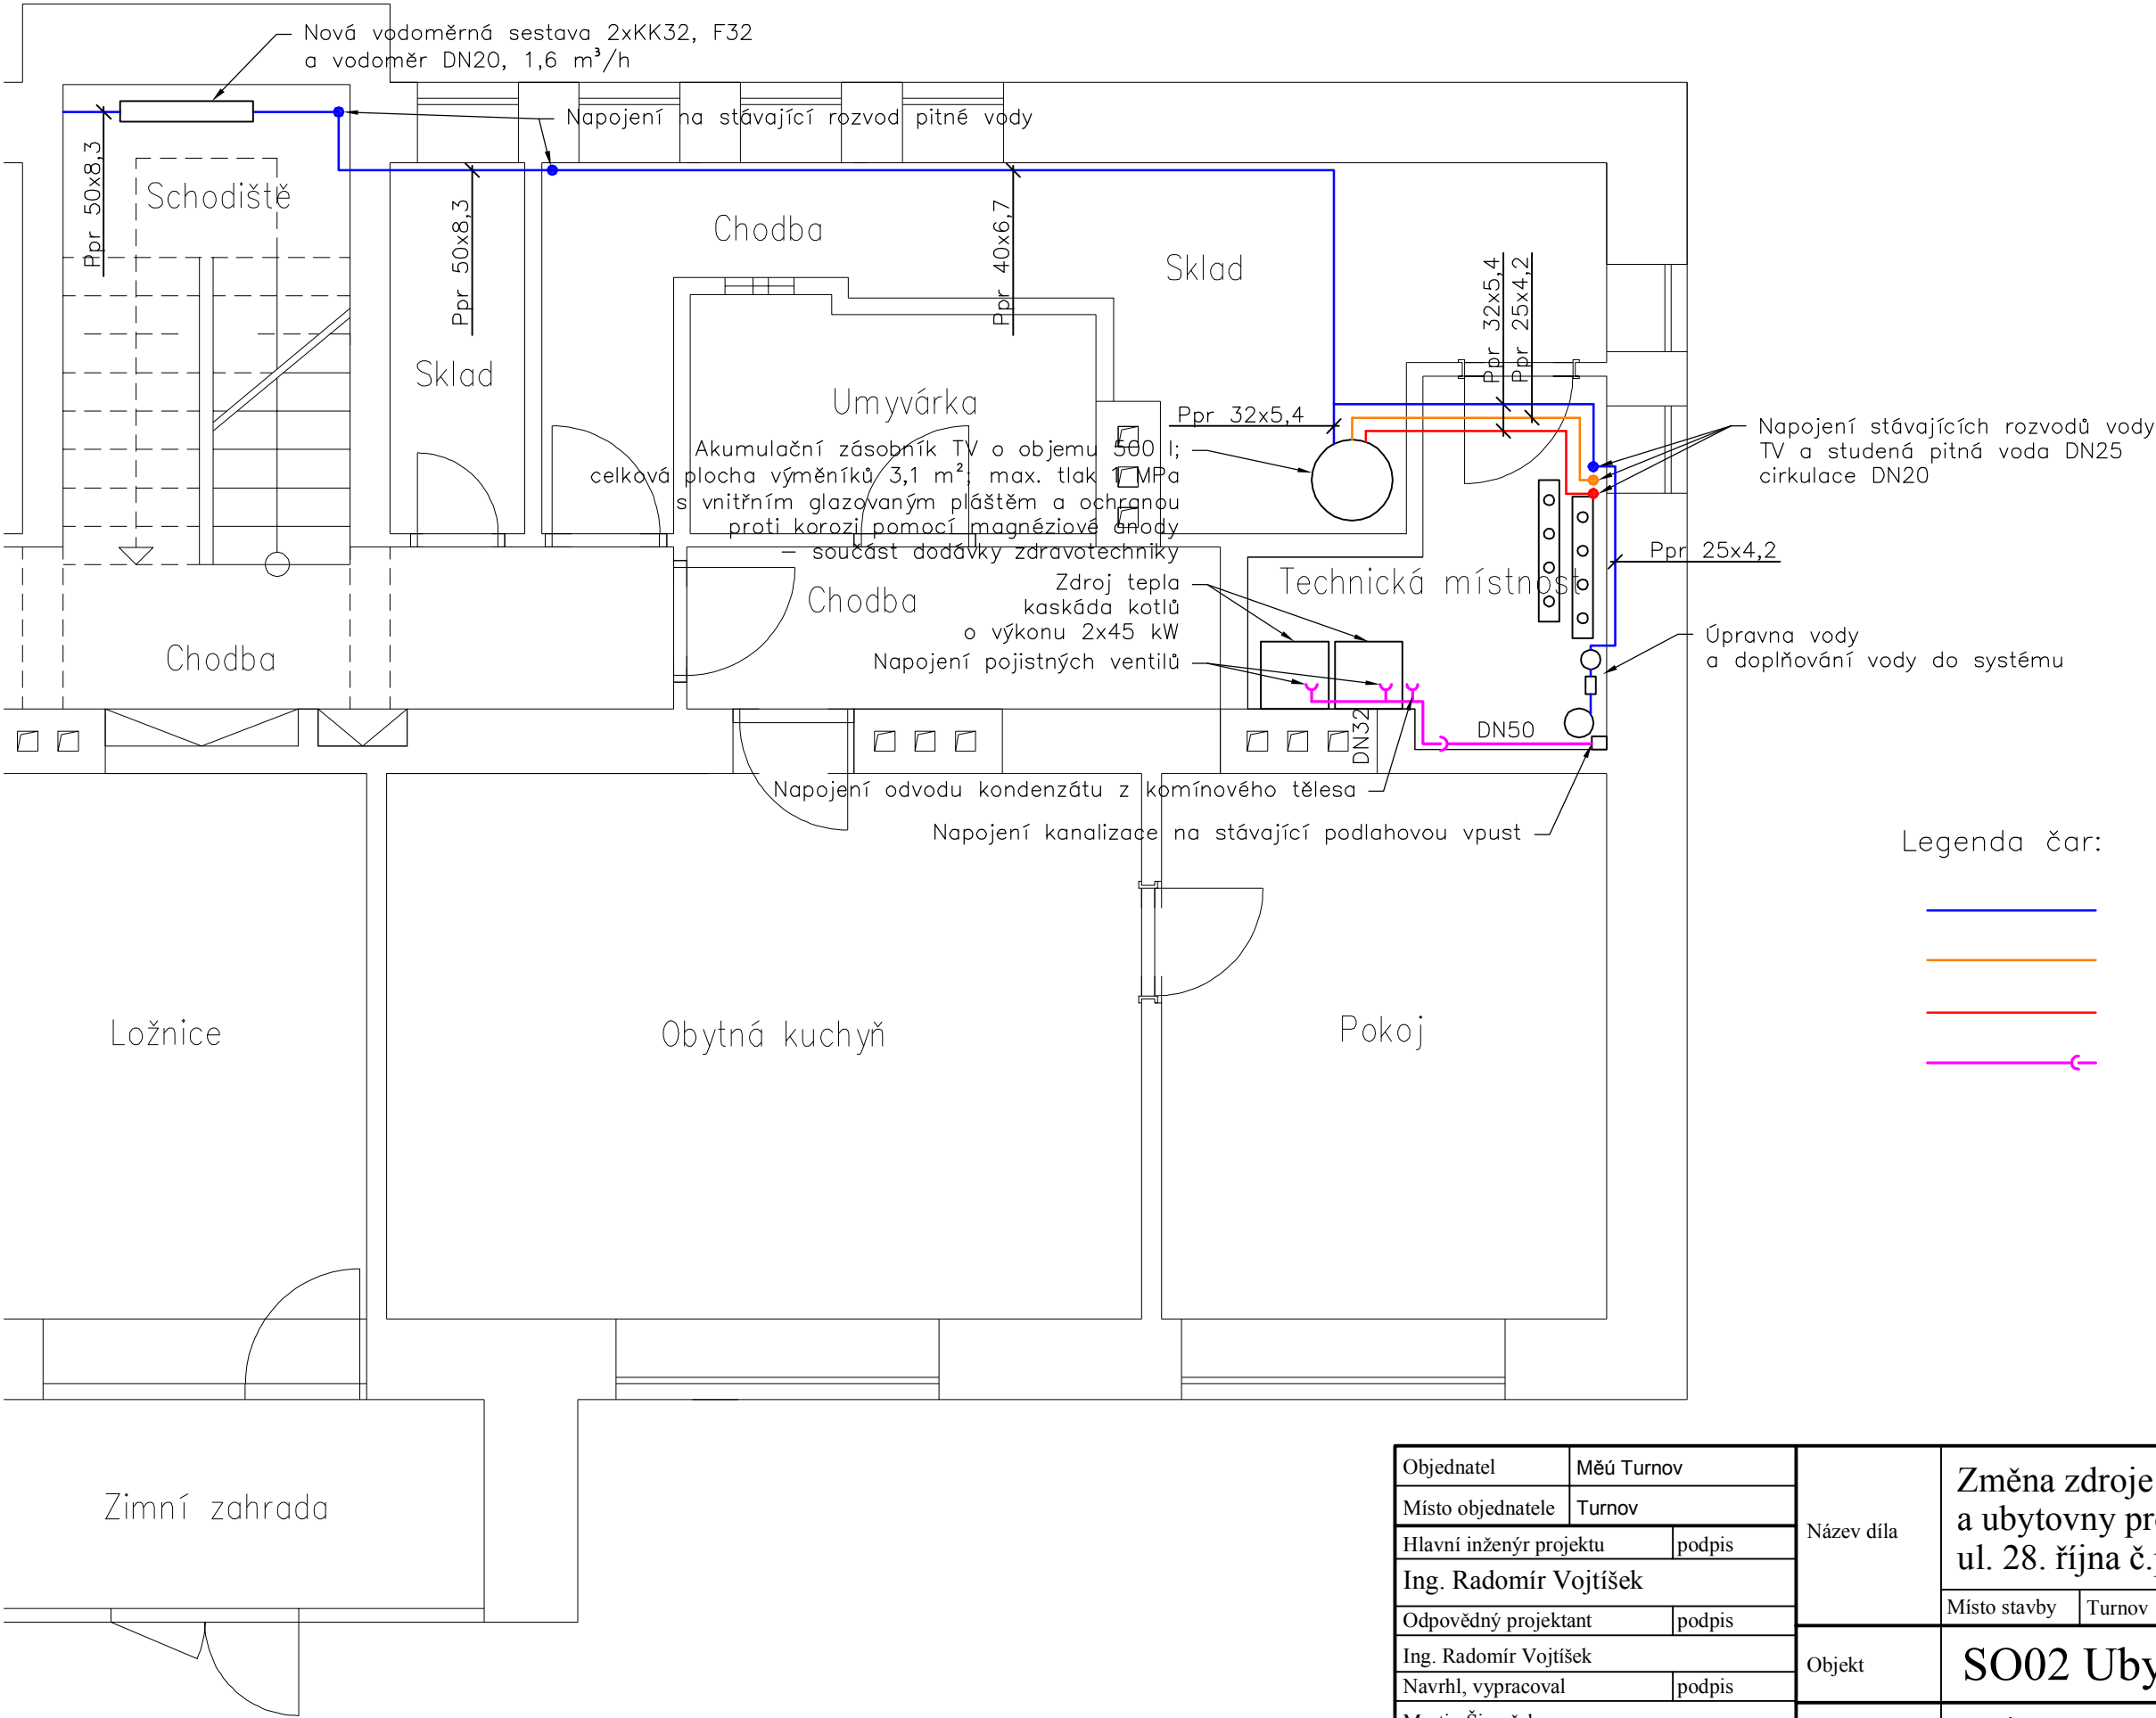 Nová vodoměrná sestava 2xKK32, F32
a vodoměr DN20, 1,6 m³/h
Napojení na stávající rozvod pitné vody
Ppr 50x8,3
Schodiště
Ppr 50x8,3
Chodba
Ppr 40x6,7
Sklad
Ppr 32x5,4
Ppr 25x4,2
Sklad
Umyvárka
Ppr 32x5,4
Akumulační zásobník TV o objemu 500 l;
celková plocha výměníků 3,1 m²; max. tlak 1 MPa
s vnitřním glazovaným pláštěm a ochranou
proti korozi pomocí magnéziové anody
– součást dodávky zdravotechniky
Napojení stávajících rozvodů vody
TV a studená pitná voda DN25
cirkulace DN20
Ppr 25x4,2
Technická místnost
Zdroj tepla
kaskáda kotlů
o výkonu 2x45 kW
Napojení pojistných ventilů
Chodba
Chodba
Úpravna vody
a doplňování vody do systému
DN32
DN50
Napojení odvodu kondenzátu z komínového tělesa
Napojení kanalizace na stávající podlahovou vpust
Legenda čar:
Ložnice
Obytná kuchyň
Pokoj
Zimní zahrada
Objednatel
Měú Turnov
Místo objednatele
Turnov
Hlavní inženýr projektu
podpis
Ing. Radomír Vojtíšek
Odpovědný projektant
podpis
Ing. Radomír Vojtíšek
Navrhl, vypracoval
podpis
Název díla
Změna zdroje
a ubytovny pr
ul. 28. října č.
Místo stavby
Turnov
Objekt
SO02 Uby